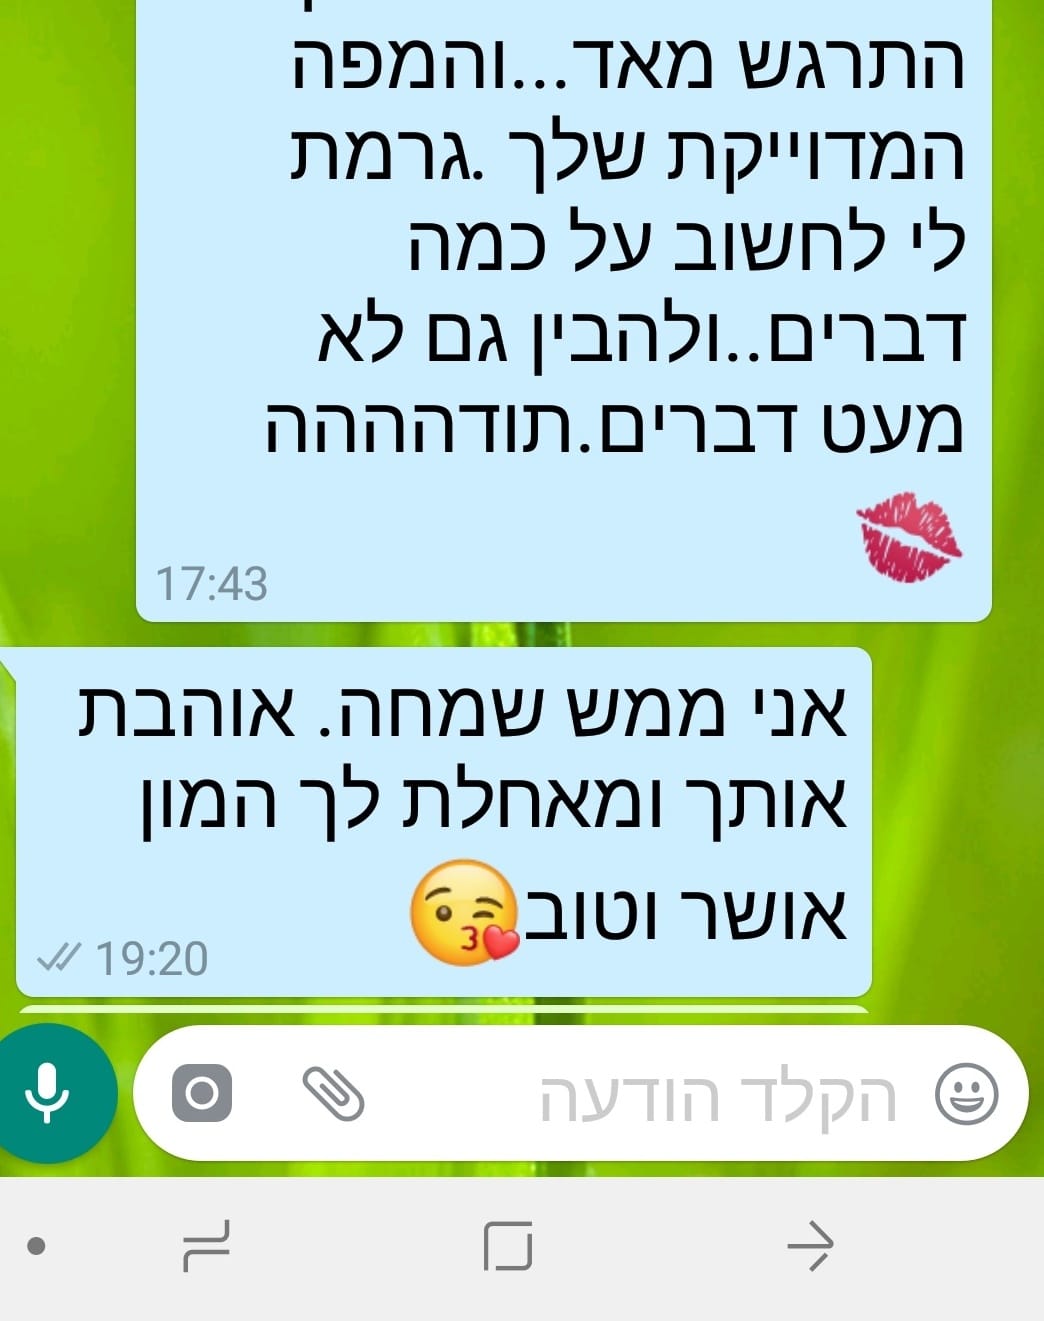 התרגש מאד...והמפה
המדוייקת שלך .גרמת
לי לחשוב על כמה
דברים..ולהבין גם לא
מעט דברים.תודהההה
💋
17:43
אני ממש שמחה. אוהבת
אותך ומאחלת לך המון
אושר וטוב😘
19:20
הקלד הודעה